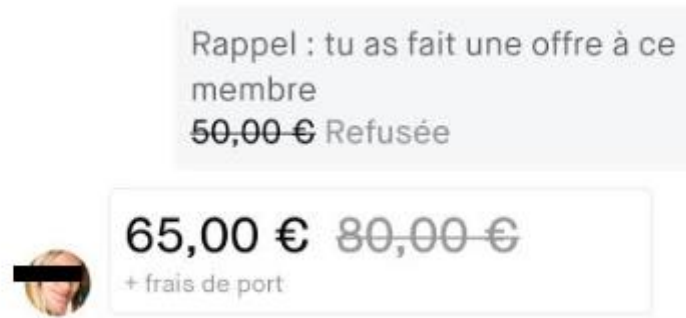 Rappel : tu as fait une offre à ce
membre
50,00 € Refusée
65,00 € 80,00 €
+ frais de port